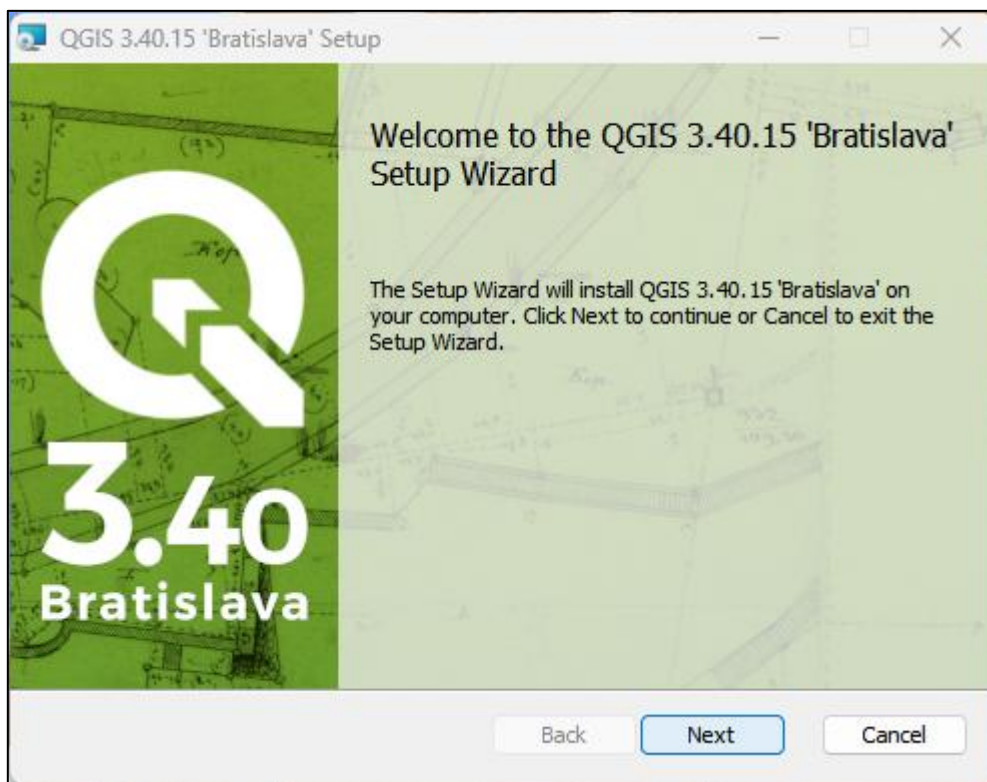 QGIS 3.40.15 'Bratislava' Setup
Welcome to the QGIS 3.40.15 'Bratislava'
Setup Wizard
The Setup Wizard will install QGIS 3.40.15 'Bratislava' on
your computer. Click Next to continue or Cancel to exit the
Setup Wizard.
3.40
Bratislava
Back
Next
Cancel